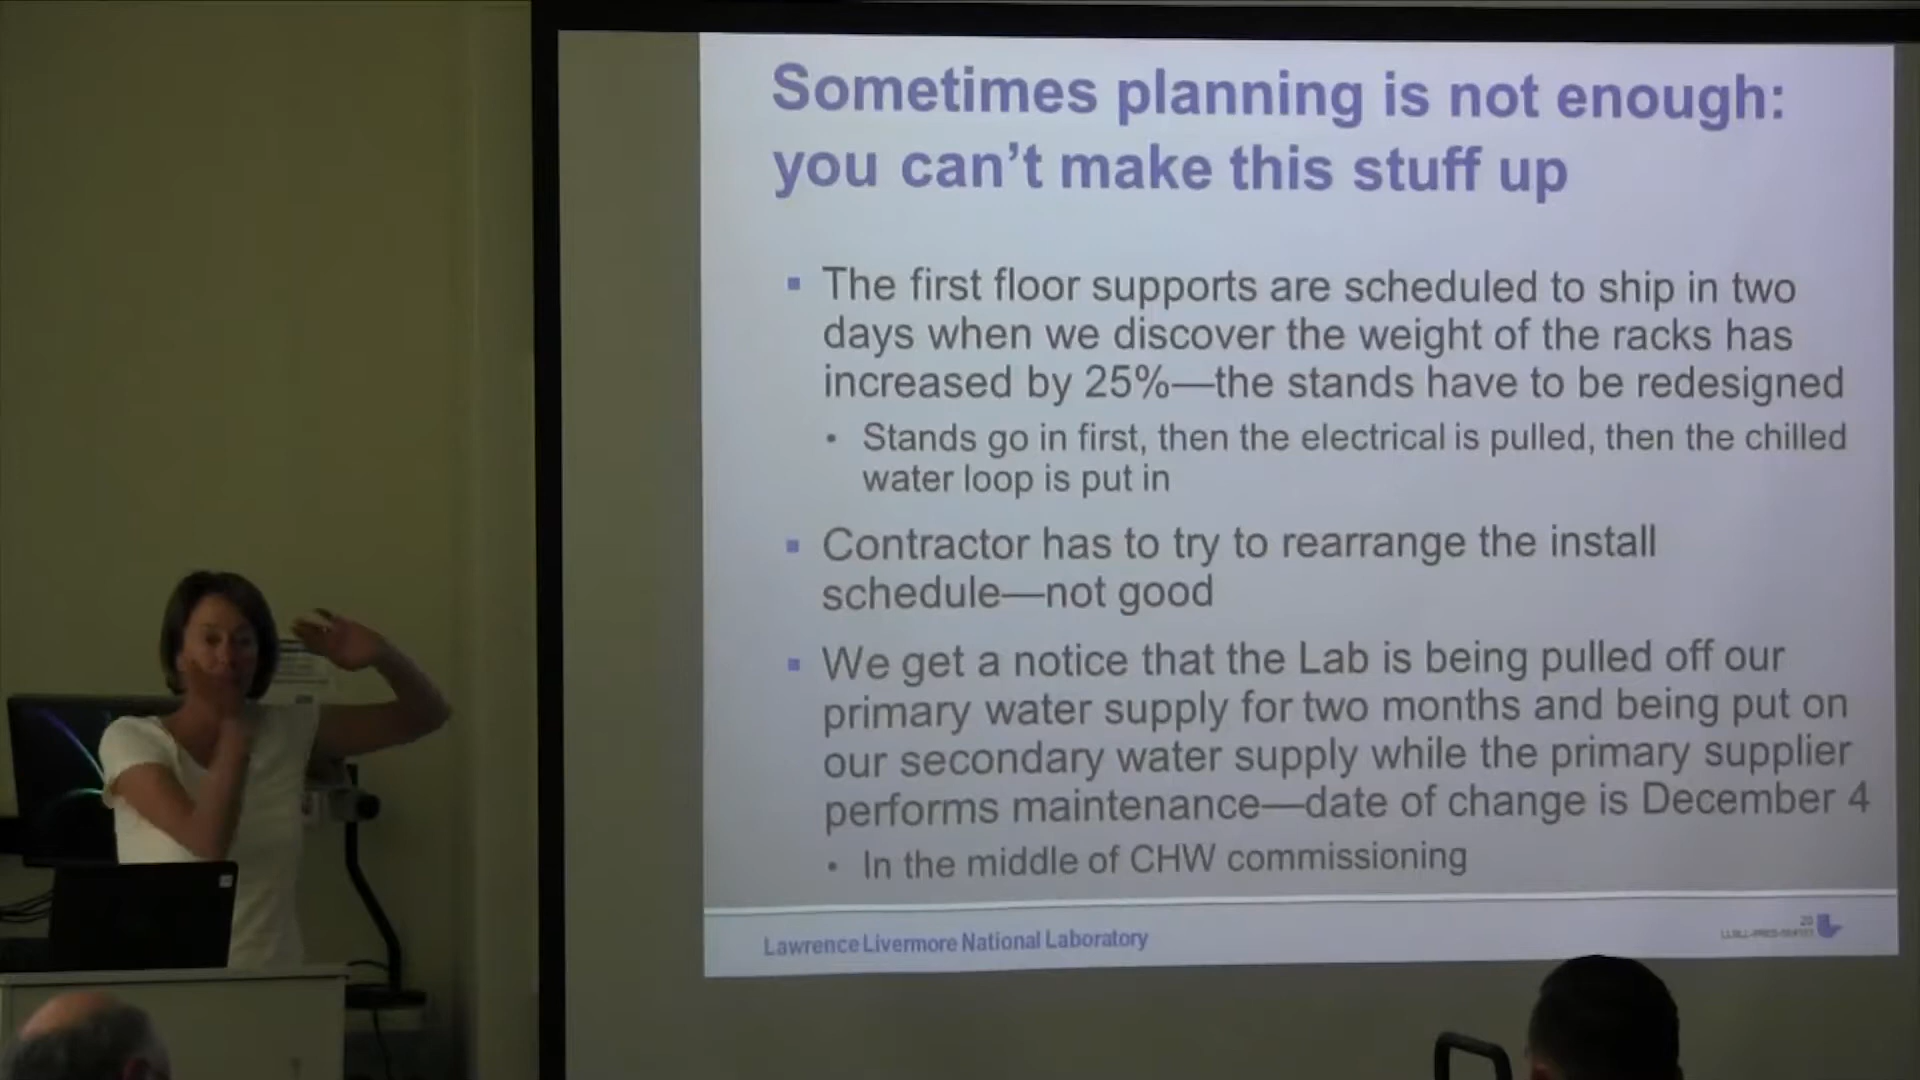 Sometimes planning is not enough:
you can't make this stuff up
▪ The first floor supports are scheduled to ship in two
days when we discover the weight of the racks has
increased by 25%—the stands have to be redesigned
• Stands go in first, then the electrical is pulled, then the chilled
water loop is put in
▪ Contractor has to try to rearrange the install
schedule—not good
▪ We get a notice that the Lab is being pulled off our
primary water supply for two months and being put on
our secondary water supply while the primary supplier
performs maintenance—date of change is December 4
• In the middle of CHW commissioning
Lawrence Livermore National Laboratory
20